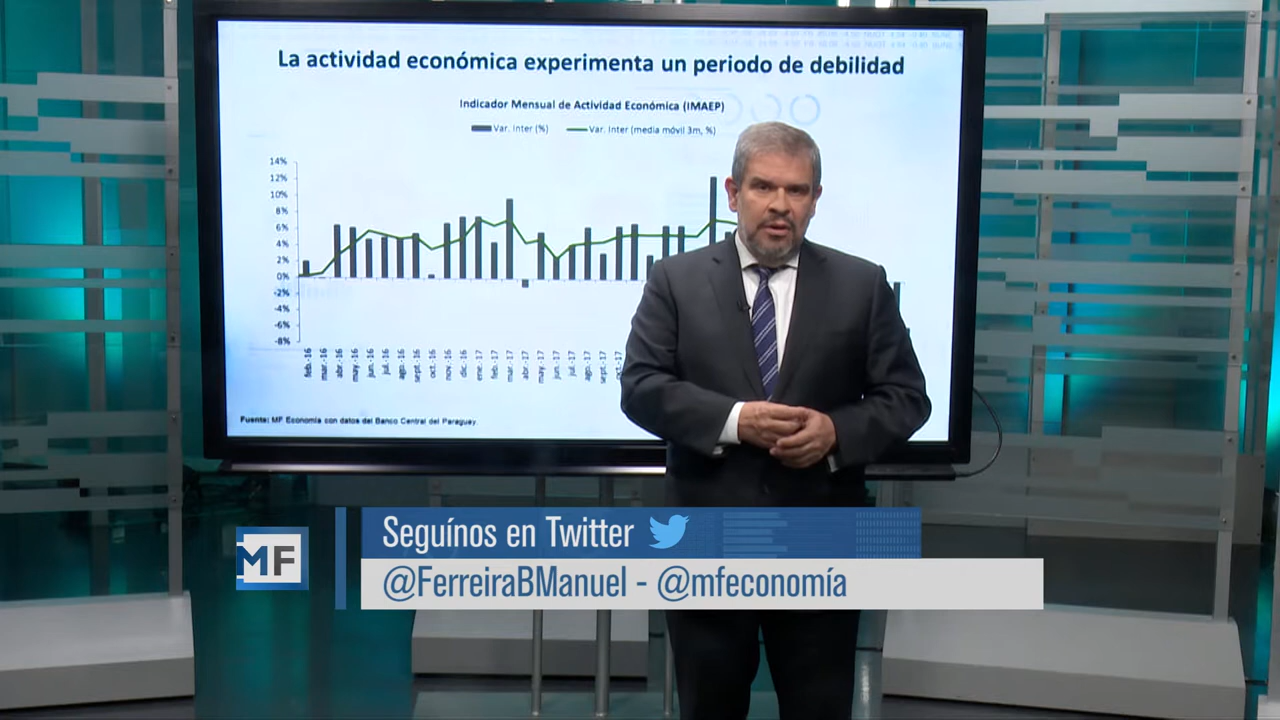 La actividad económica experimenta un periodo de debilidad
Indicador Mensual de Actividad Económica (IMAEP)
Var. Inter (%) Var. Inter (media móvil 3m, %)
14%
12%
10%
8%
6%
4%
2%
0%
-2%
-4%
-6%
-8%
feb.-16 mar.-16 abr.-16 may.-16 jun.-16 jul.-16 ago.-16 sept.-16 oct.-16 nov.-16 dic.-16 ene.-17 feb.-17 mar.-17 abr.-17 may.-17 jun.-17 jul.-17 ago.-17 sept.-17 oct.-17
Fuente: MF Economía con datos del Banco Central del Paraguay.
MF
Seguínos en Twitter
@FerreiraBManuel - @mfeconomía